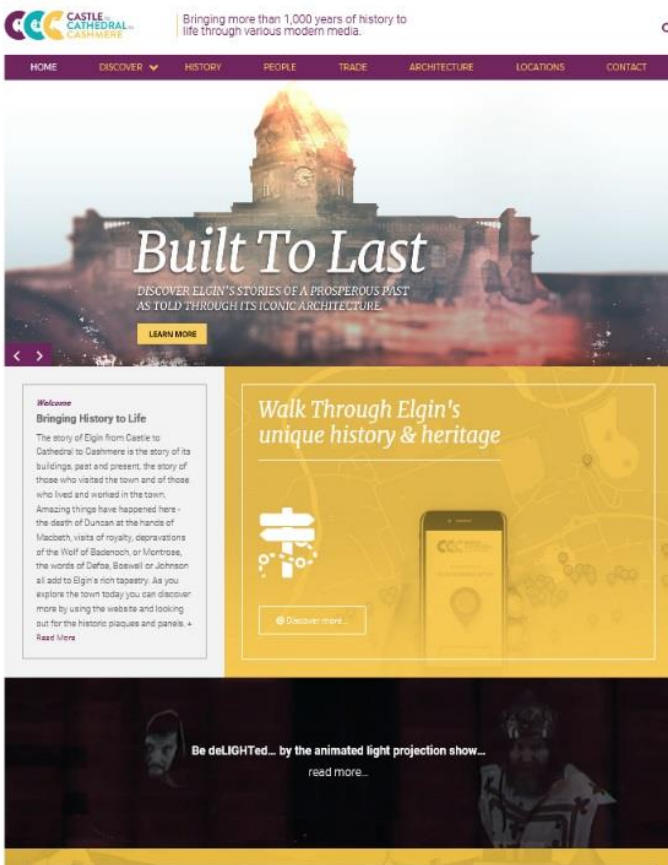 CASTLE TO
CATHEDRAL TO
CASHMERE
Bringing more than 1,000 years of history to
life through various modern media.
HOME DISCOVER HISTORY PEOPLE TRADE ARCHITECTURE LOCATIONS CONTACT
Built To Last
DISCOVER ELGIN'S STORIES OF A PROSPEROUS PAST
AS TOLD THROUGH ITS ICONIC ARCHITECTURE.
LEARN MORE
Welcome
Bringing History to Life
The story of Elgin from Castle to
Cathedral to Cashmere is the story of its
buildings, past and present, the story of
those who visited the town and of those
who lived and worked in the town.
Amazing things have happened here -
the death of Duncan at the hands of
Macbeth, visits of royalty, depravations
of the Wolf of Badenoch, or Montrose,
the words of Defoe, Boswell or Johnson
all add to Elgin's rich tapestry. As you
explore the town today you can discover
more by using the website and looking
out for the historic plaques and panels. +
Read More
Walk Through Elgin's
unique history & heritage
Discover more...
Be deLIGHTed... by the animated light projection show...
read more...